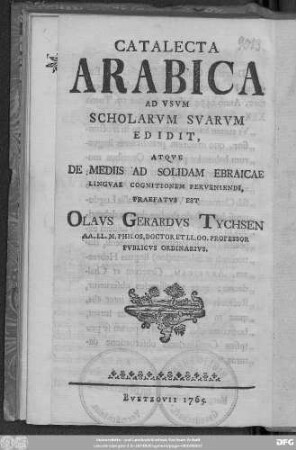 CATALECTA
ARABICA
AD VSVM
SCHOLARVM SVARVM
EDIDIT,
ATQVE
DE MEDIIS AD SOLIDAM EBRAICAE
LINGVAE COGNITIONEM PERVENIENDI,
PRAEFATVS EST
OLAVS GERARDVS TYCHSEN
AA. LL. M. PHILOS, DOCTOR ET LL. OO. PROFESSOR
PVBLICVS ORDINARIVS.
BVETZOVII 1765.